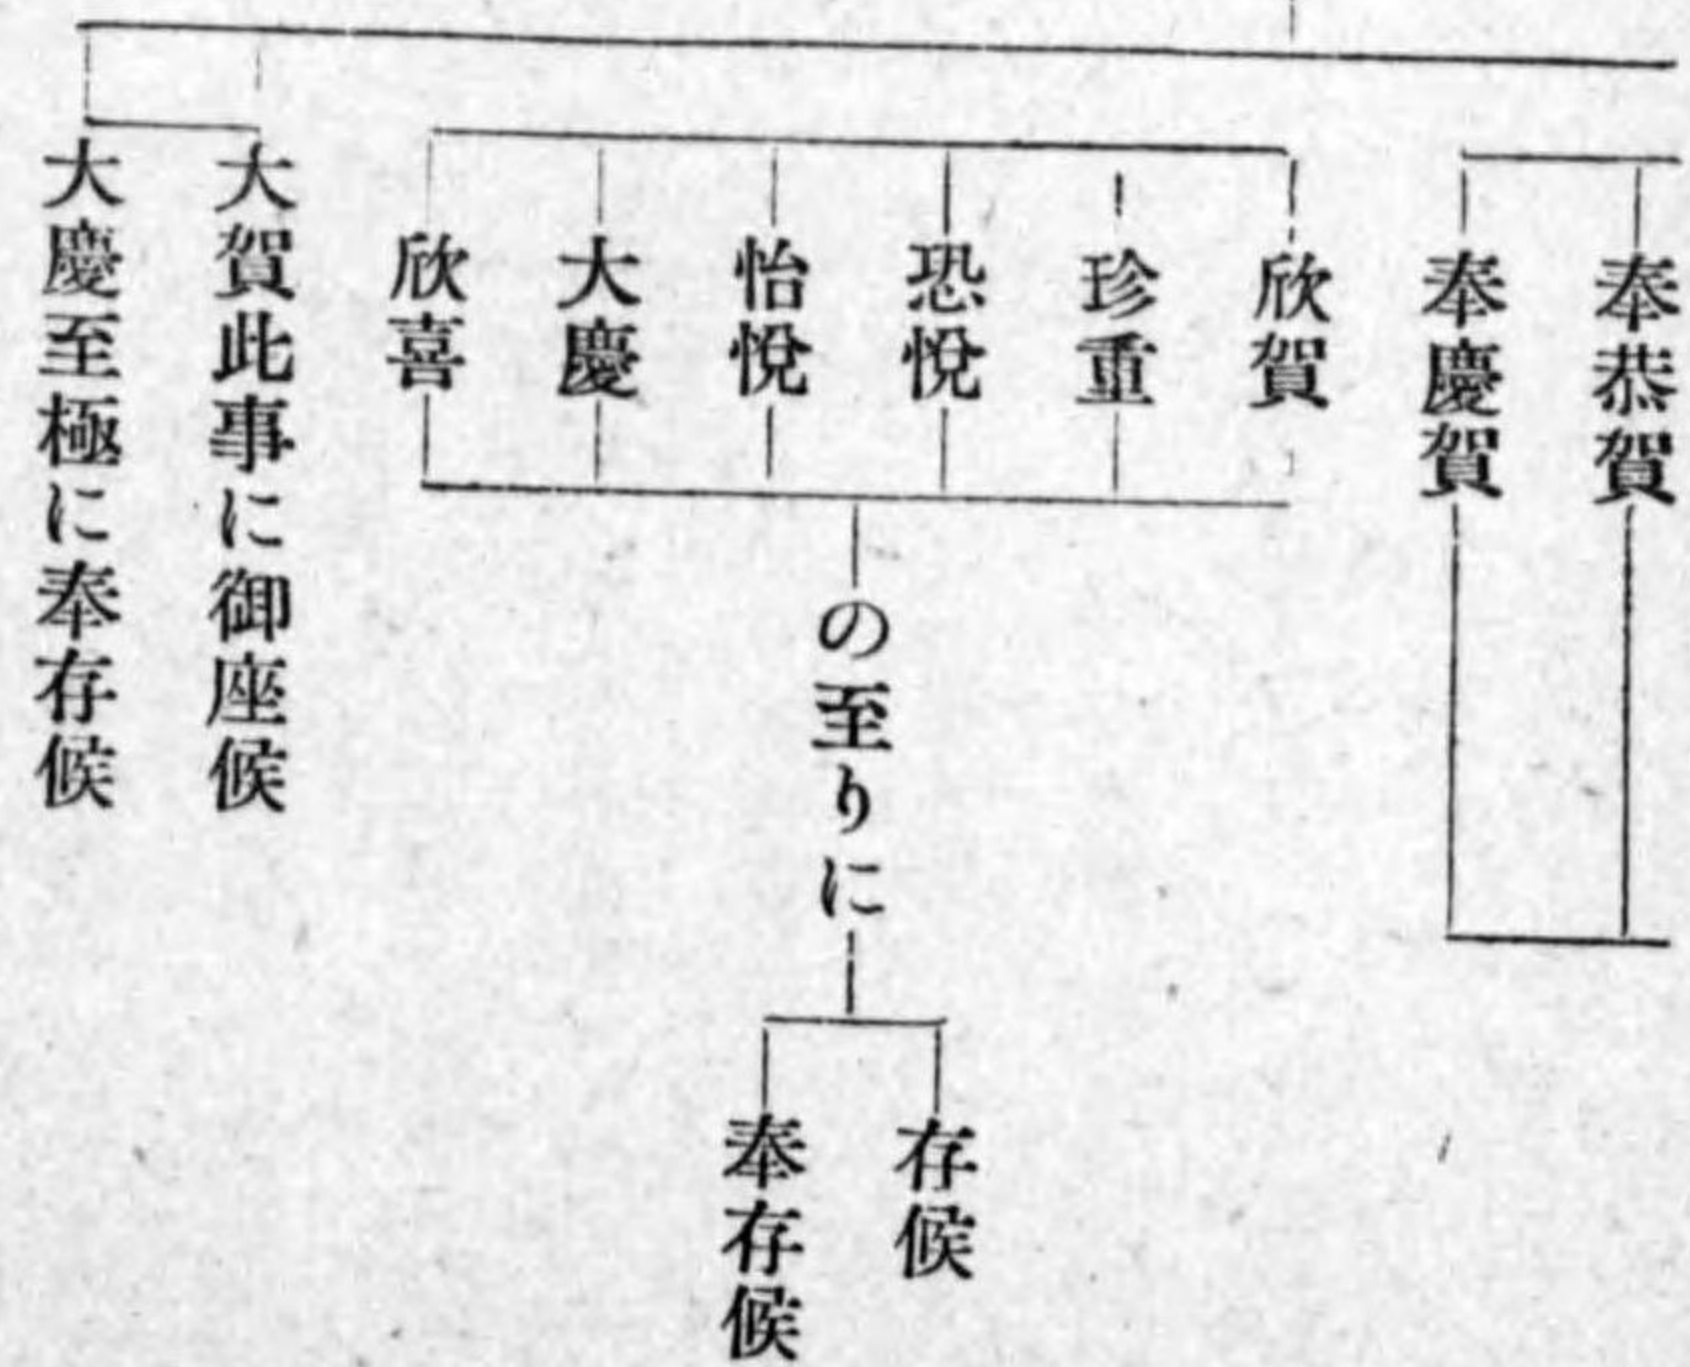 奉恭賀
奉慶賀
欣賀
珍重
恐悅
怡悅
大慶
欣喜
の至りに
存候
奉存候
大賀此事に御座候
大慶至極に奉存候